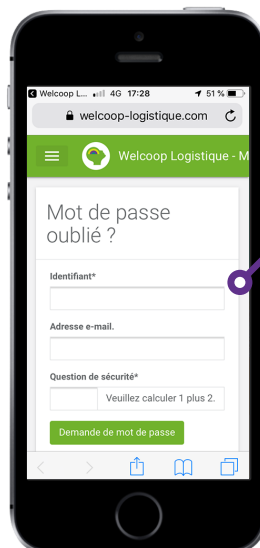 Welcoop L... 4G 17:28 51 %
welcoop-logistique.com
Welcoop Logistique - M
Mot de passe
oublié ?
Identifiant*
Adresse e-mail.
Question de sécurité*
Veuillez calculer 1 plus 2.
Demande de mot de passe